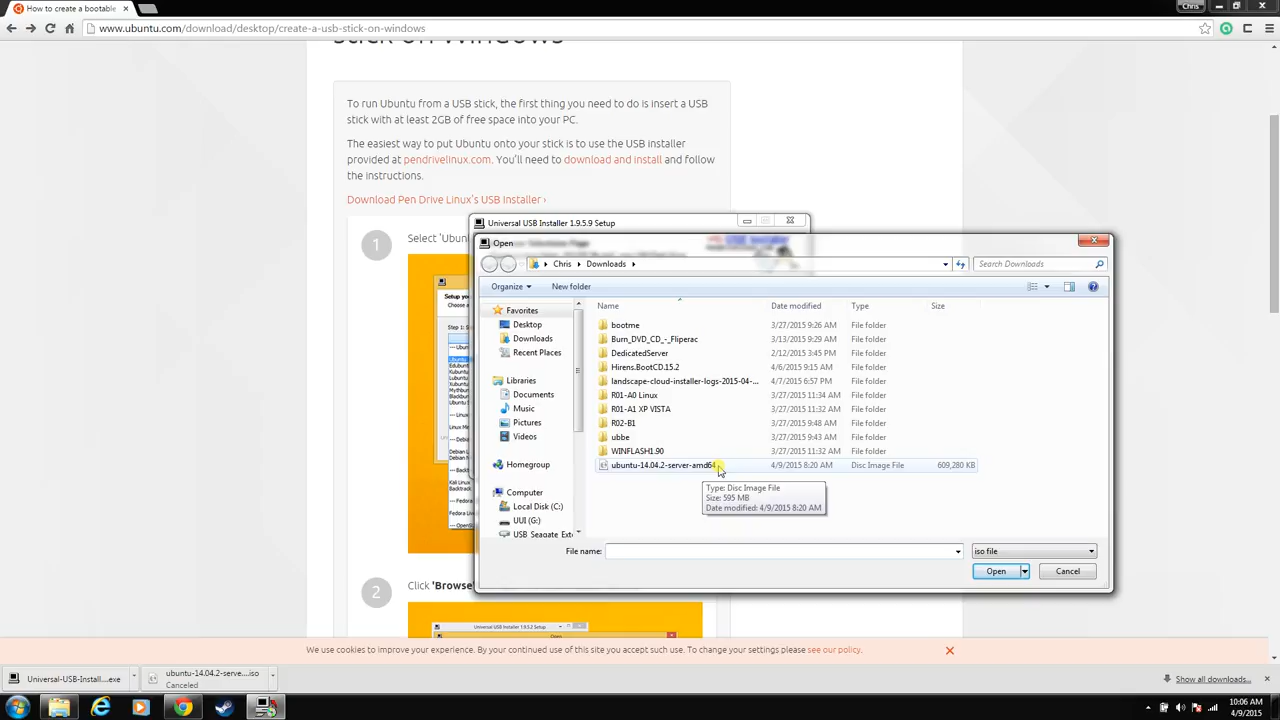 How to create a bootable
Chris
www.ubuntu.com/download/desktop/create-a-usb-stick-on-windows
stick on Windows
To run Ubuntu from a USB stick, the first thing you need to do is insert a USB
stick with at least 2GB of free space into your PC.
The easiest way to put Ubuntu onto your stick is to use the USB installer
provided at pendrivelinux.com. You'll need to download and install and follow
the instructions.
Download Pen Drive Linux's USB Installer ›
Universal USB Installer 1.9.5.9 Setup
1
Select 'Ubun
Open
Chris
Downloads
Search Downloads
Organize
New folder
Name
Date modified
Type
Size
Favorites
Desktop
Downloads
Recent Places
Libraries
Documents
Music
Pictures
Videos
Homegroup
Computer
Local Disk (C:)
UUI (G:)
USB Seagate Exte
bootme 3/27/2015 9:26 AM File folder
Burn_DVD_CD_-_Fliperac 3/13/2015 9:29 AM File folder
DedicatedServer 2/12/2013 3:45 PM File folder
Hirens.BootCD.15.2 4/6/2015 9:15 AM File folder
landscape-cloud-installer-logs-2015-04-... 4/7/2015 6:57 PM File folder
R01-A0 Linux 3/27/2015 11:34 AM File folder
R01-A1 XP VISTA 3/27/2015 11:32 AM File folder
R02-B1 3/27/2015 9:48 AM File folder
ubbe 3/27/2015 9:43 AM File folder
WINFLASH1.90 3/27/2015 11:32 AM File folder
ubuntu-14.04.2-server-amd64 4/9/2015 8:20 AM Disc Image File 609,280 KB
Type: Disc Image File
Size: 595 MB
Date modified: 4/9/2015 8:20 AM
File name:
iso file
Open
Cancel
2
Click 'Browse'
Universal USB Installer 1.9.5.2 Setup
Open
We use cookies to improve your experience. By your continued use of this site you accept such use. To change your settings please see our policy.
Universal-USB-Install....exe
ubuntu-14.04.2-serve....iso
Canceled
Show all downloads...
10:06 AM
4/9/2015